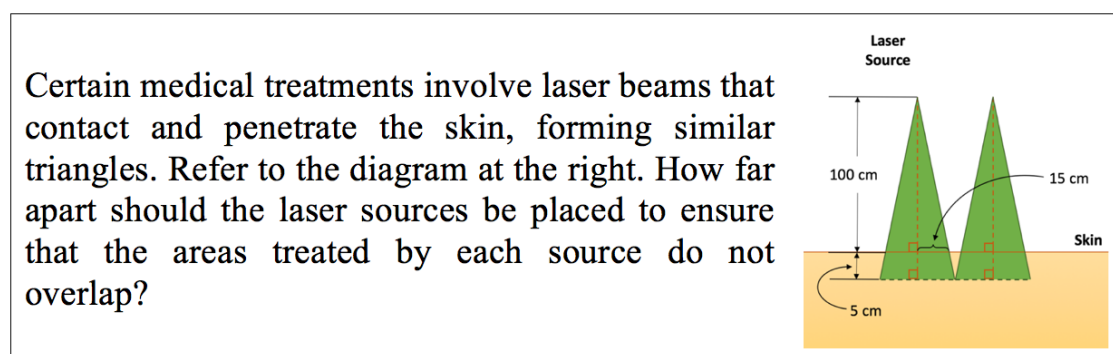 Laser
Source
Certain medical treatments involve laser beams that
contact and penetrate the skin, forming similar
triangles. Refer to the diagram at the right. How far
apart should the laser sources be placed to ensure
that the areas treated by each source do not
overlap?
100 cm
15 cm
Skin
5 cm